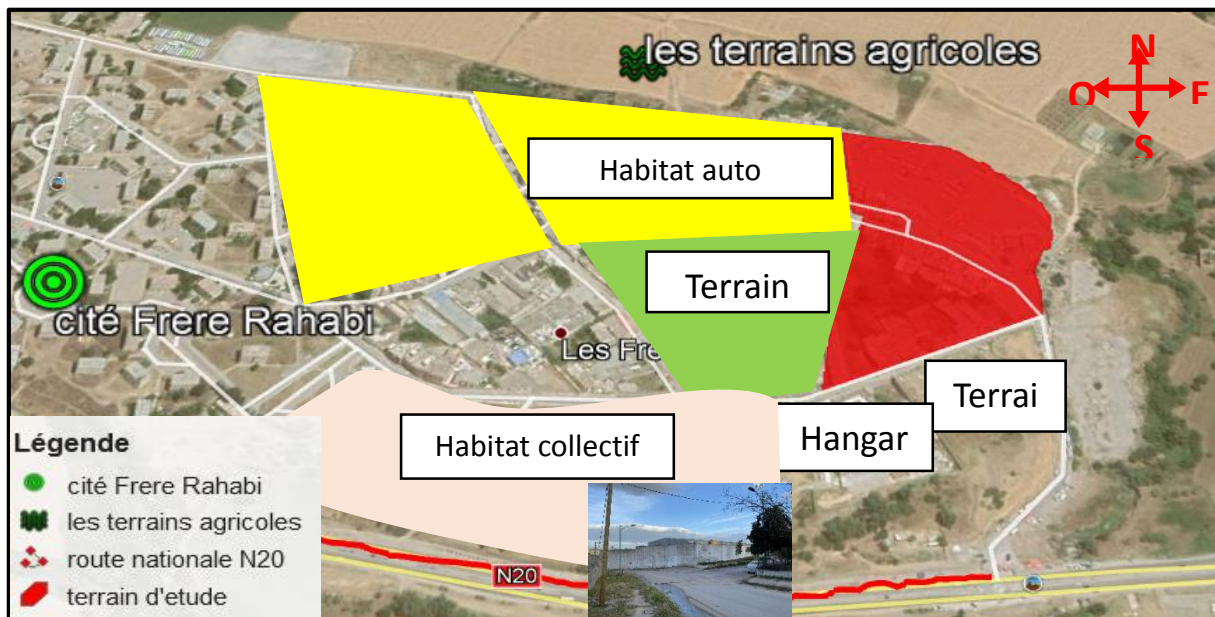 les terrains agricoles
N
O
E
S
Habitat auto
Terrain
cité Frere Rahabi
Les Fre
Terrai
Habitat collectif
Hangar
Légende
cité Frere Rahabi
les terrains agricoles
route nationale N20
terrain d'etude
N20